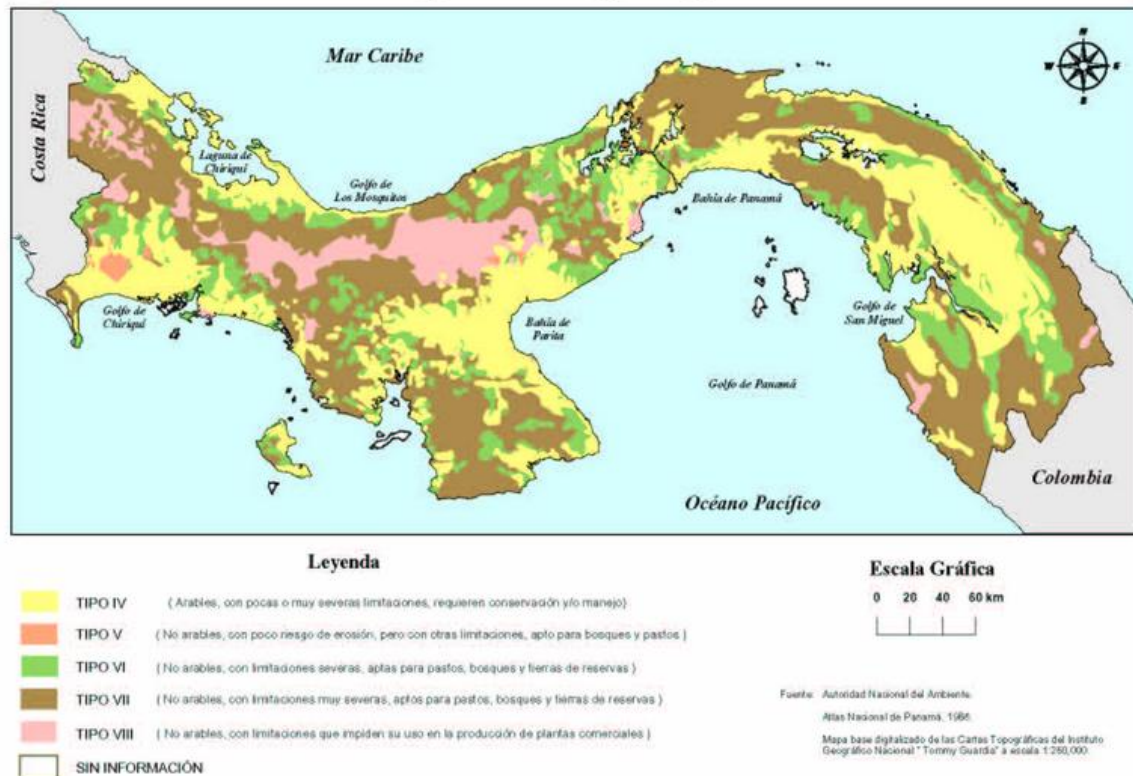 Mar Caribe
N
W E
S
Costa Rica
Laguna de
Chiriquí
Golfo de
Los Mosquitos
Bahía de Panamá
Golfo de
Chiriquí
Bahía de
Parita
Golfo de
San Miguel
Golfo de Panamá
Colombia
Océano Pacífico
Leyenda
TIPO IV ( Arables, con pocas o muy severas limitaciones, requieren conservación y/o manejo)
TIPO V ( No arables, con poco riesgo de erosión, pero con otras limitaciones, apto para bosques y pastos )
TIPO VI ( No arables, con limitaciones severas, aptas para pastos, bosques y tierras de reservas )
TIPO VII ( No arables, con limitaciones muy severas, aptos para pastos, bosques y tierras de reservas )
TIPO VIII ( No arables, con limitaciones que impiden su uso en la producción de plantas comerciales )
SIN INFORMACIÓN
Escala Gráfica
0 20 40 60 km
Fuente: Autoridad Nacional del Ambiente.
Atlas Nacional de Panamá. 1986.
Mapa base digitalizado de las Cartas Topográficas del Instituto
Geográfico Nacional "Tommy Guardia" a escala 1:250,000.